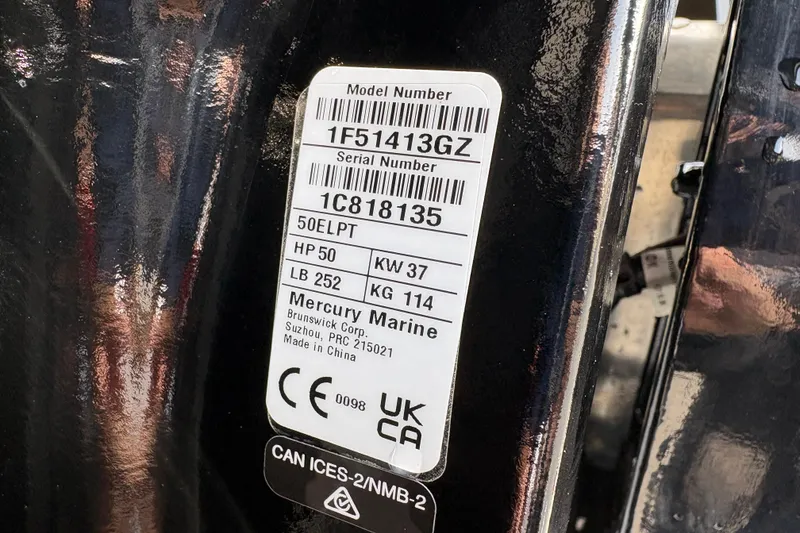 Model Number
1F51413GZ
Serial Number
1C818135
50ELPT
HP 50 KW 37
LB 252 KG 114
Mercury Marine
Brunswick Corp.
Suzhou, PRC 215021
Made in China
CE 0098 UK
CA
CAN ICES-2/NMB-2